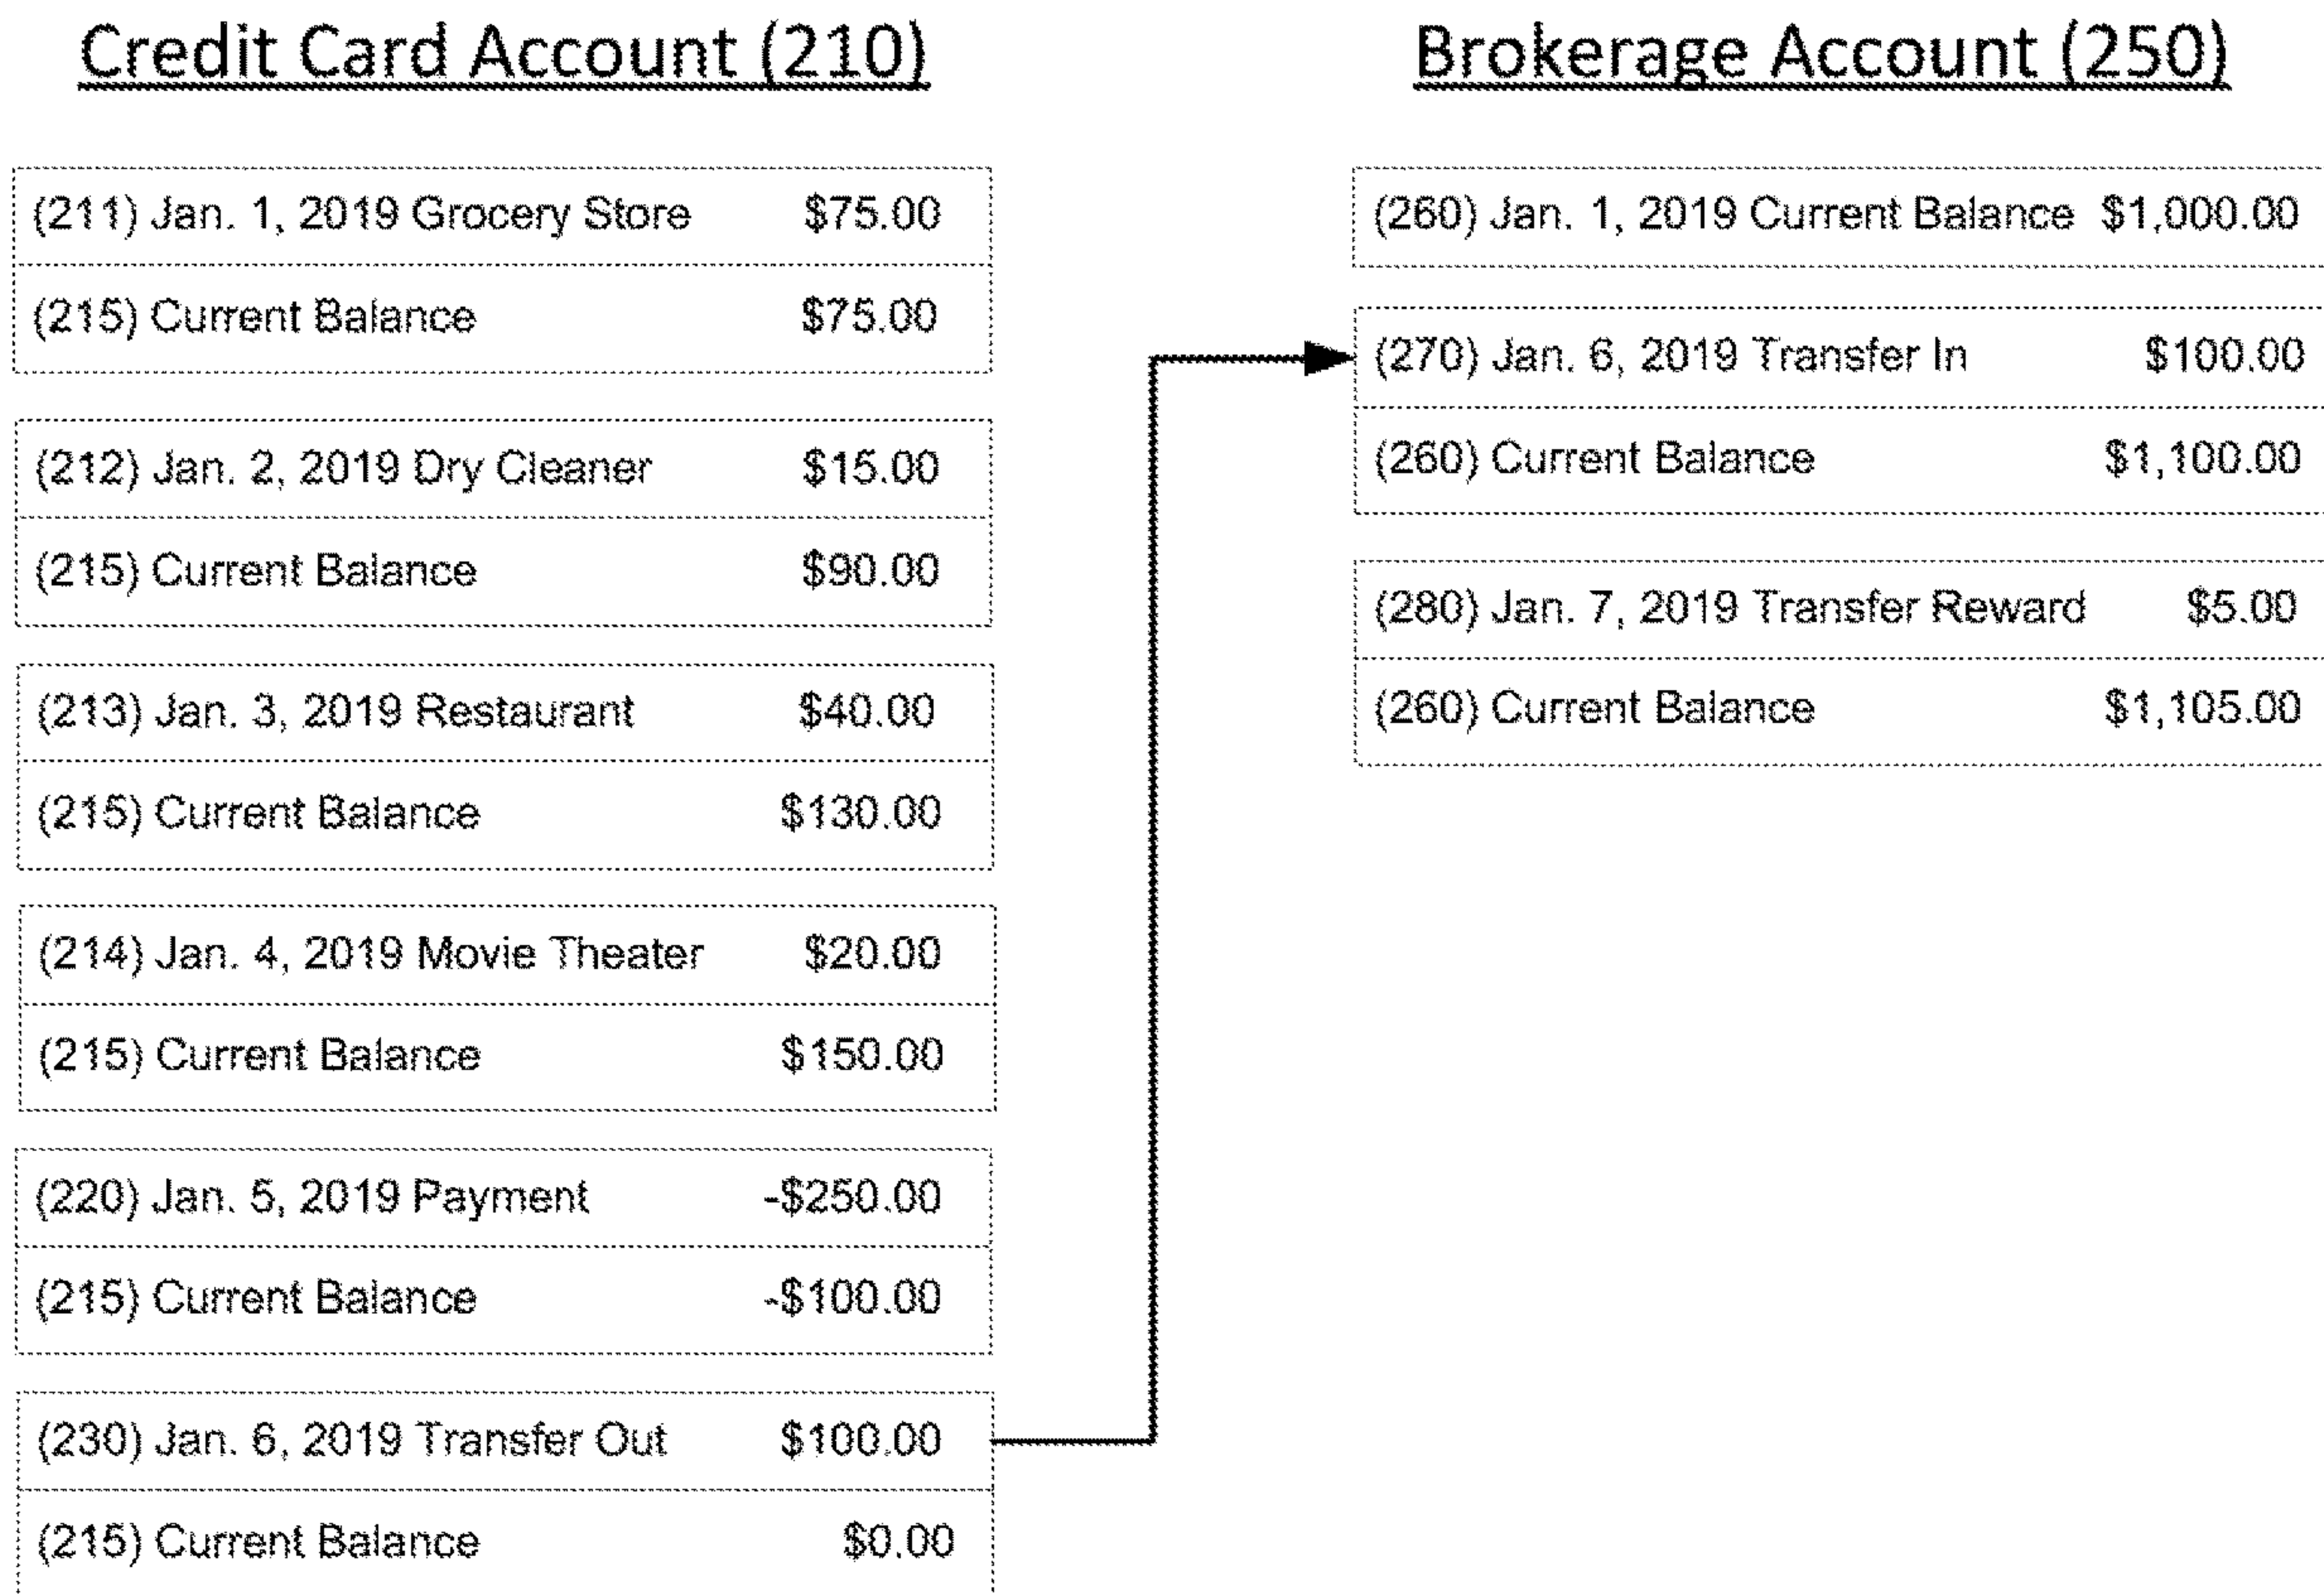 Credit Card Account (210)
(211) Jan. 1, 2019 Grocery Store $75.00
(215) Current Balance $75.00
(212) Jan. 2, 2019 Dry Cleaner $15.00
(215) Current Balance $90.00
(213) Jan. 3, 2019 Restaurant $40.00
(215) Current Balance $130.00
(214) Jan. 4, 2019 Movie Theater $20.00
(215) Current Balance $150.00
(220) Jan. 5, 2019 Payment -$250.00
(215) Current Balance -$100.00
(230) Jan. 6, 2019 Transfer Out $100.00
(215) Current Balance $0.00
Brokerage Account (250)
(260) Jan. 1, 2019 Current Balance $1,000.00
(270) Jan. 6, 2019 Transfer In $100.00
(260) Current Balance $1,100.00
(280) Jan. 7, 2019 Transfer Reward $5.00
(260) Current Balance $1,105.00